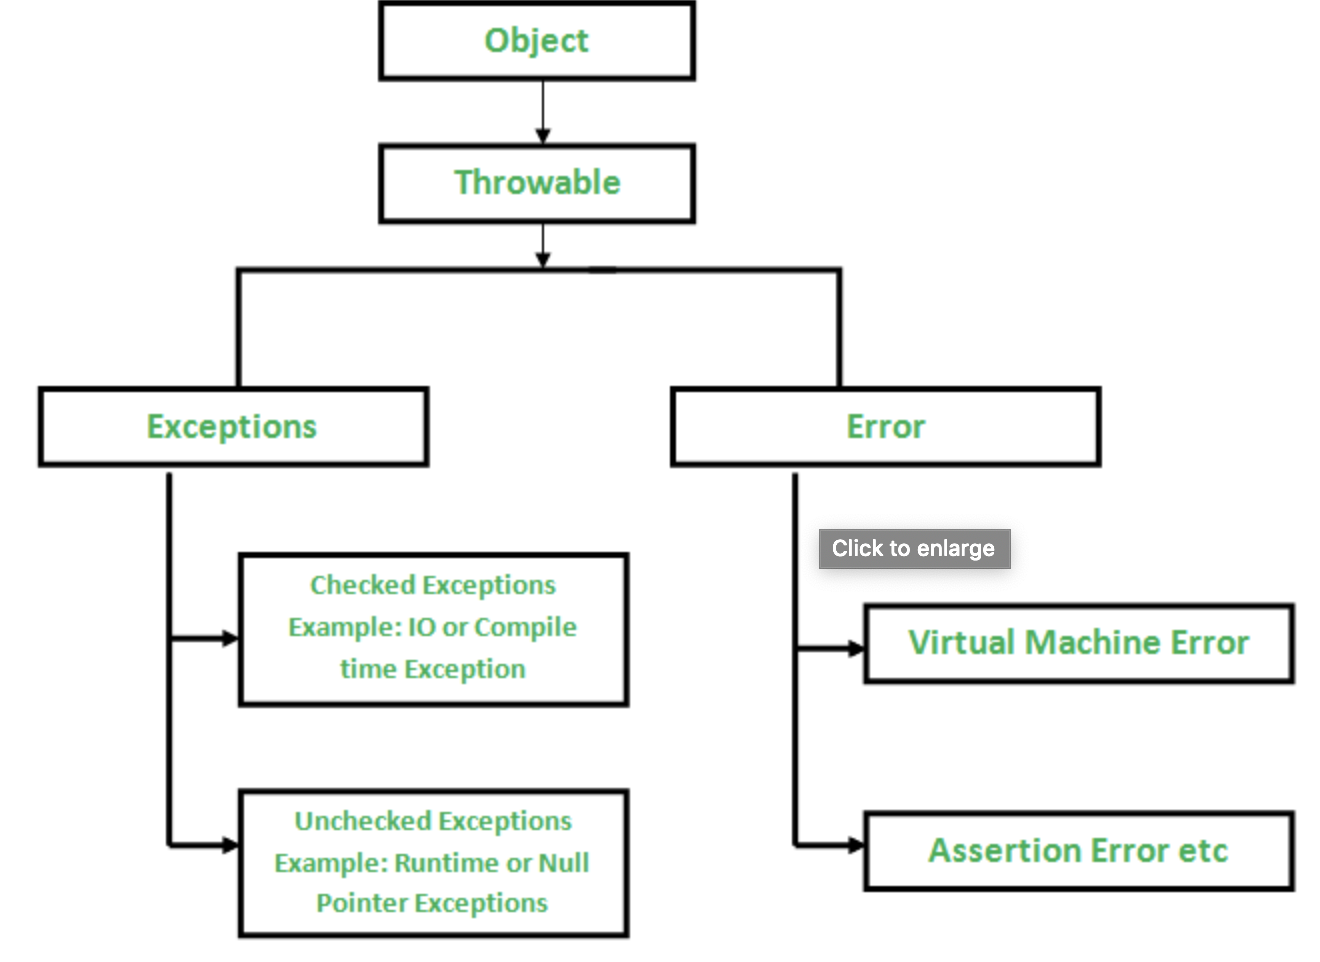 Object
Throwable
Exceptions
Error
Click to enlarge
Checked Exceptions
Example: IO or Compile
time Exception
Virtual Machine Error
Unchecked Exceptions
Example: Runtime or Null
Pointer Exceptions
Assertion Error etc